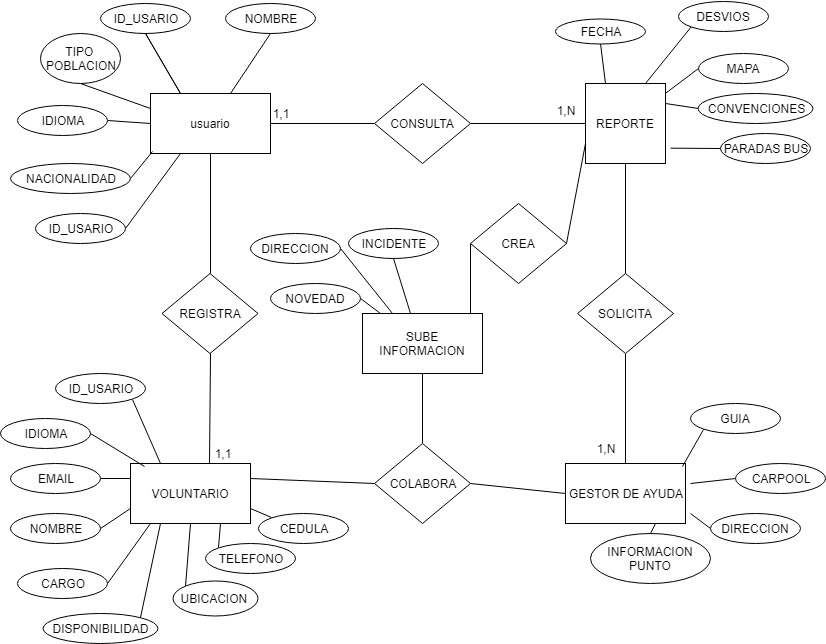 ID_USARIO
NOMBRE
TIPO
POBLACION
IDIOMA
NACIONALIDAD
ID_USARIO
usuario
1,1
CONSULTA
1,N
FECHA
DESVIOS
MAPA
CONVENCIONES
PARADAS BUS
REPORTE
CREA
DIRECCION
INCIDENTE
NOVEDAD
REGISTRA
SUBE
INFORMACION
SOLICITA
ID_USARIO
IDIOMA
EMAIL
NOMBRE
CARGO
DISPONIBILIDAD
UBICACION
TELEFONO
CEDULA
1,1
VOLUNTARIO
COLABORA
1,N
GESTOR DE AYUDA
GUIA
CARPOOL
DIRECCION
INFORMACION
PUNTO